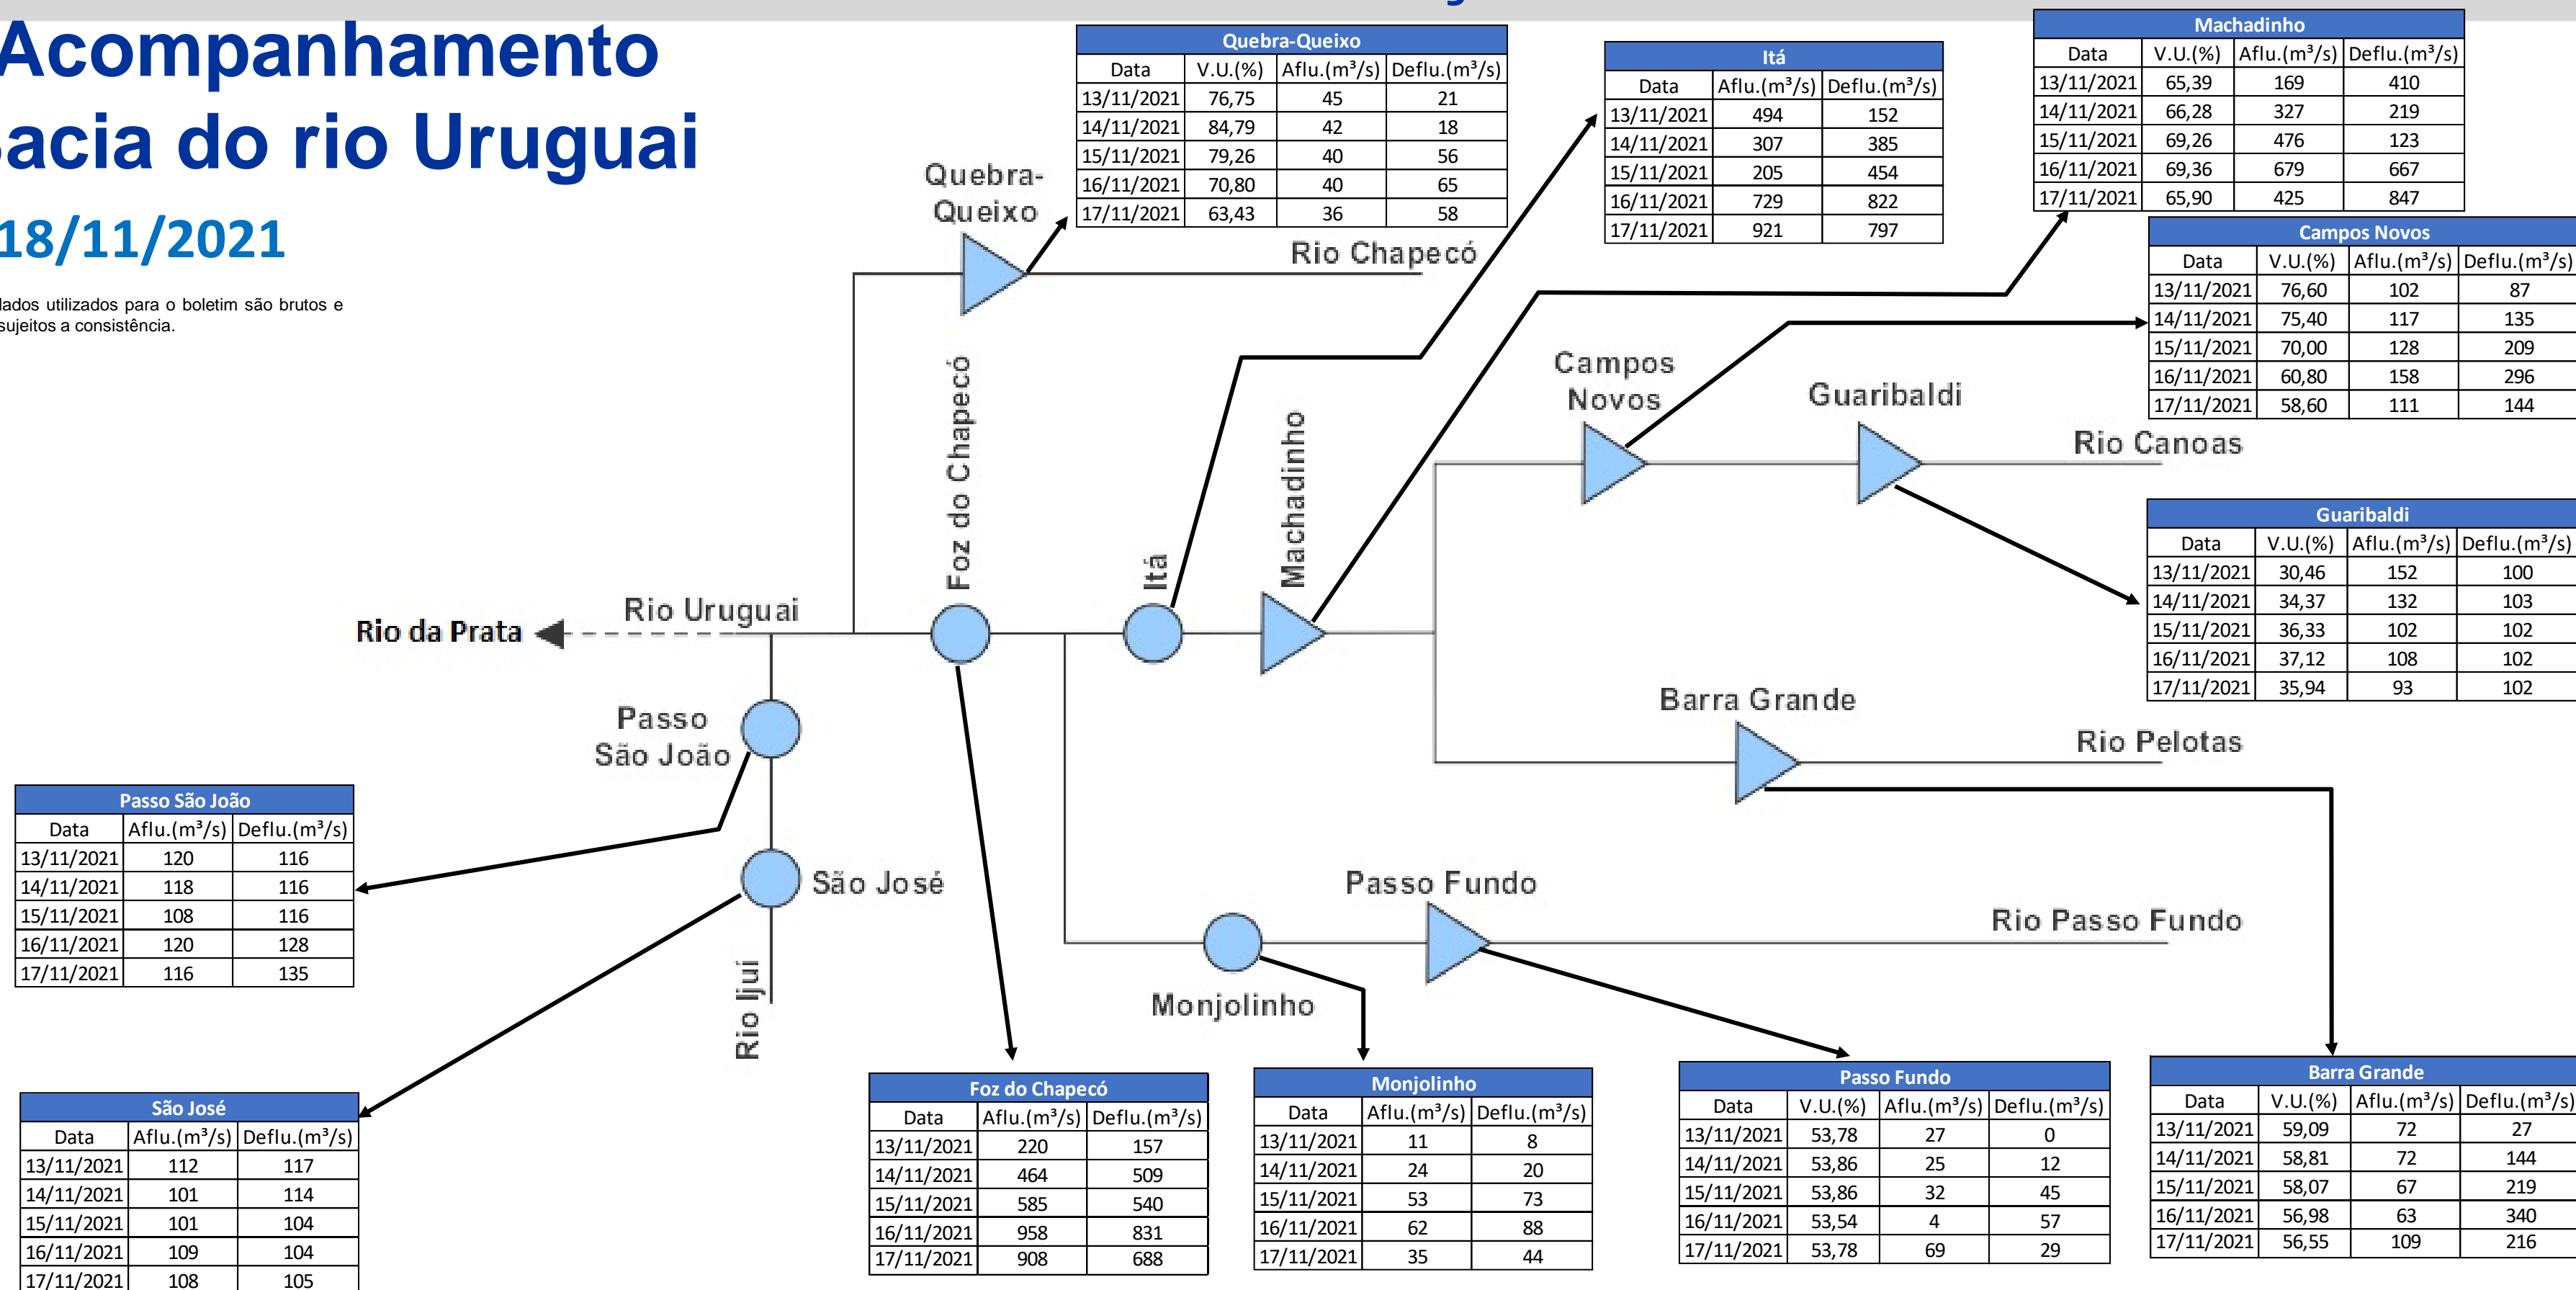 Acompanhamento
Bacia do rio Uruguai
18/11/2021
dados utilizados para o boletim são brutos e
sujeitos a consistência.
Quebra-Queixo
Data V.U.(%) Aflu.(m³/s) Deflu.(m³/s)
13/11/2021 76,75 45 21
14/11/2021 84,79 42 18
15/11/2021 79,26 40 56
16/11/2021 70,80 40 65
17/11/2021 63,43 36 58
Itá
Data Aflu.(m³/s) Deflu.(m³/s)
13/11/2021 494 152
14/11/2021 307 385
15/11/2021 205 454
16/11/2021 729 822
17/11/2021 921 797
Machadinho
Data V.U.(%) Aflu.(m³/s) Deflu.(m³/s)
13/11/2021 65,39 169 410
14/11/2021 66,28 327 219
15/11/2021 69,26 476 123
16/11/2021 69,36 679 667
17/11/2021 65,90 425 847
Campos Novos
Data V.U.(%) Aflu.(m³/s) Deflu.(m³/s)
13/11/2021 76,60 102 87
14/11/2021 75,40 117 135
15/11/2021 70,00 128 209
16/11/2021 60,80 158 296
17/11/2021 58,60 111 144
Guaribaldi
Data V.U.(%) Aflu.(m³/s) Deflu.(m³/s)
13/11/2021 30,46 152 100
14/11/2021 34,37 132 103
15/11/2021 36,33 102 102
16/11/2021 37,12 108 102
17/11/2021 35,94 93 102
Quebra-
Queixo
Rio Chapecó
Foz do Chapecó
Itá
Machadinho
Campos
Novos
Guaribaldi
Rio Canoas
Rio Uruguai
Rio da Prata
Barra Grande
Rio Pelotas
Passo
São João
São José
Rio Ijui
Passo Fundo
Rio Passo Fundo
Monjolinho
Passo São João
Data Aflu.(m³/s) Deflu.(m³/s)
13/11/2021 120 116
14/11/2021 118 116
15/11/2021 108 116
16/11/2021 120 128
17/11/2021 116 135
São José
Data Aflu.(m³/s) Deflu.(m³/s)
13/11/2021 112 117
14/11/2021 101 114
15/11/2021 101 104
16/11/2021 109 104
17/11/2021 108 105
Foz do Chapecó
Data Aflu.(m³/s) Deflu.(m³/s)
13/11/2021 220 157
14/11/2021 464 509
15/11/2021 585 540
16/11/2021 958 831
17/11/2021 908 688
Monjolinho
Data Aflu.(m³/s) Deflu.(m³/s)
13/11/2021 11 8
14/11/2021 24 20
15/11/2021 53 73
16/11/2021 62 88
17/11/2021 35 44
Passo Fundo
Data V.U.(%) Aflu.(m³/s) Deflu.(m³/s)
13/11/2021 53,78 27 0
14/11/2021 53,86 25 12
15/11/2021 53,86 32 45
16/11/2021 53,54 4 57
17/11/2021 53,78 69 29
Barra Grande
Data V.U.(%) Aflu.(m³/s) Deflu.(m³/s)
13/11/2021 59,09 72 27
14/11/2021 58,81 72 144
15/11/2021 58,07 67 219
16/11/2021 56,98 63 340
17/11/2021 56,55 109 216